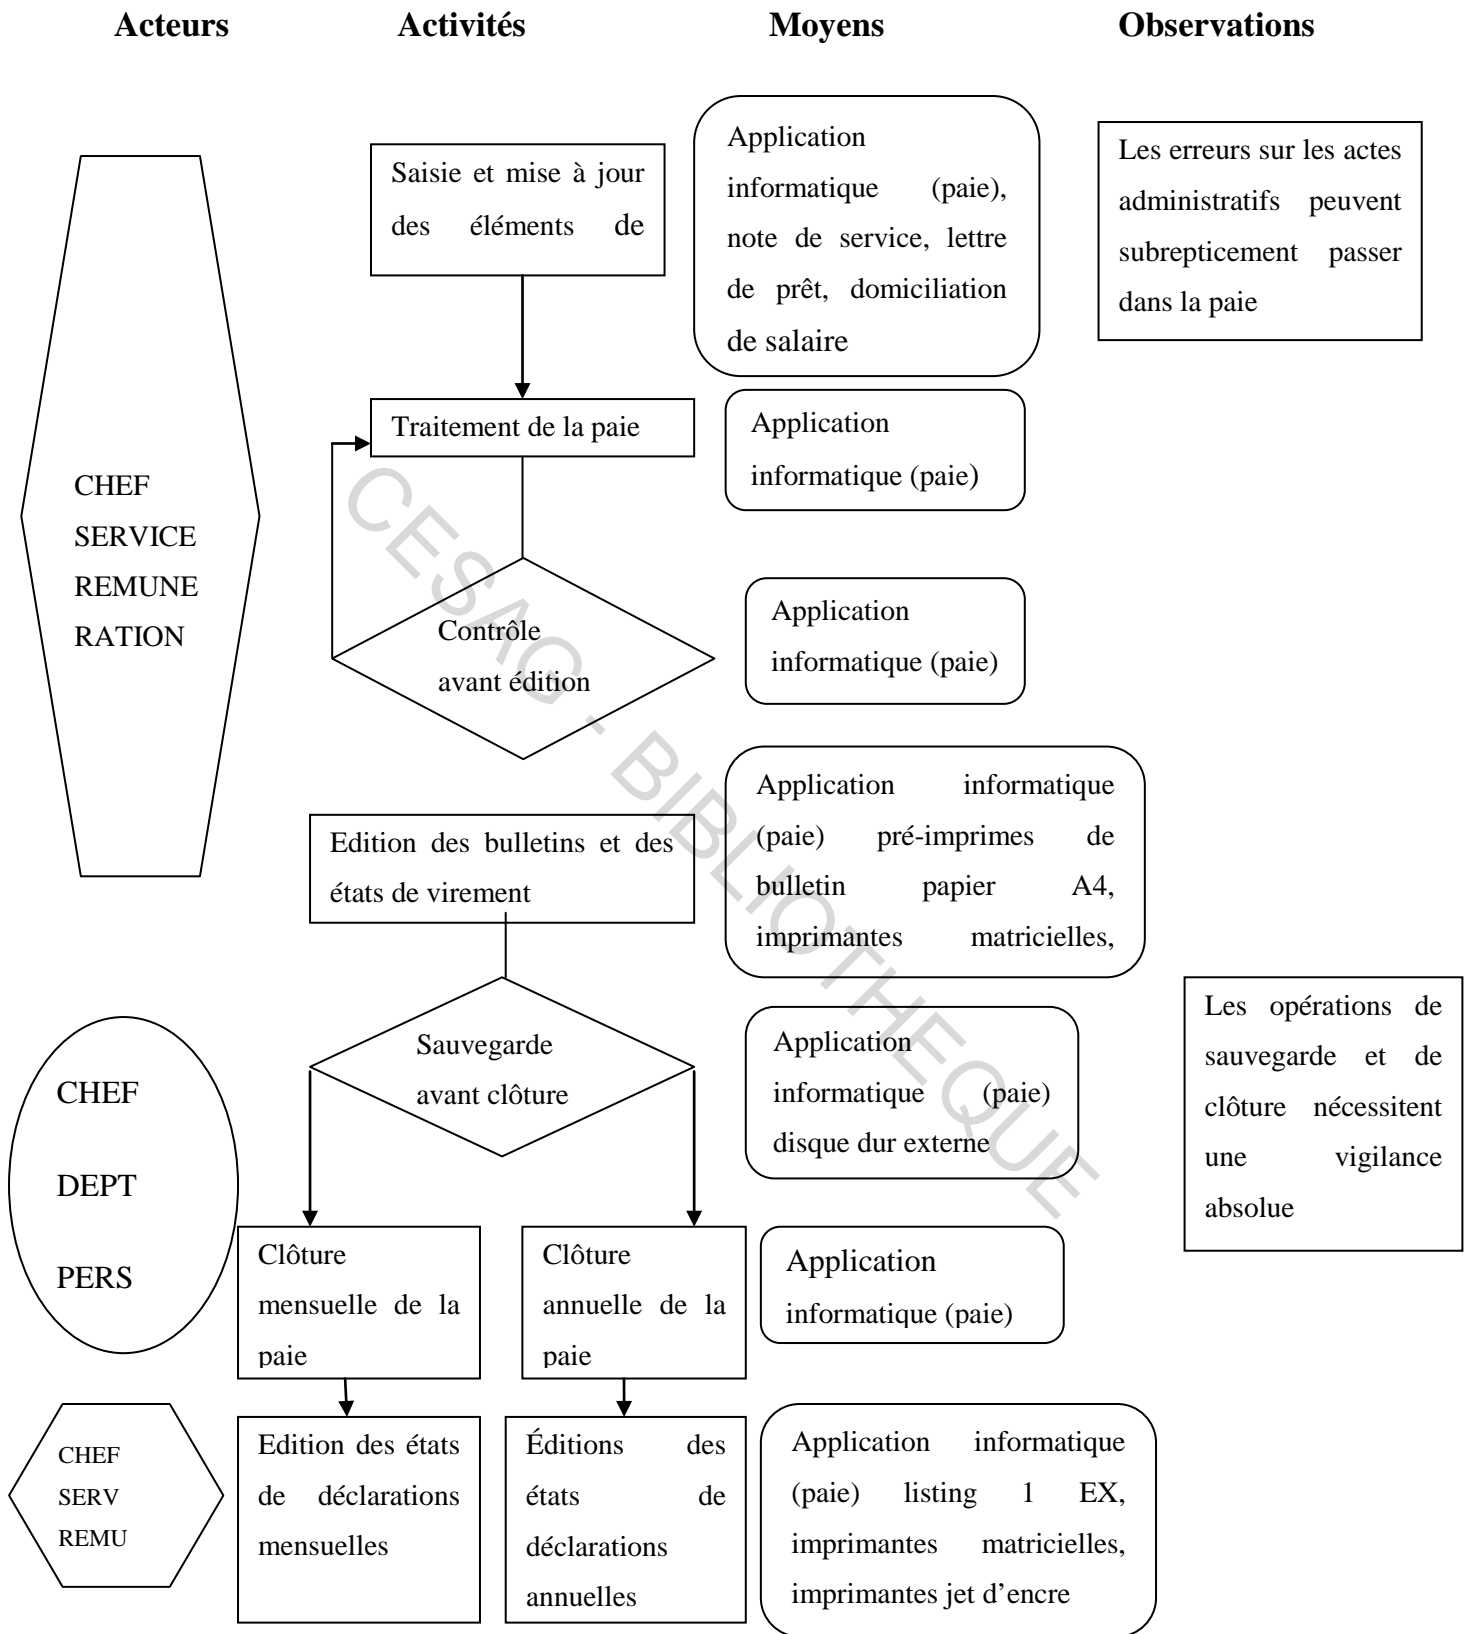 Acteurs Activités Moyens Observations
CHEF
SERVICE
REMUNE
RATION
Saisie et mise à jour
des éléments de
Application
informatique (paie),
note de service, lettre
de prêt, domiciliation
de salaire
Les erreurs sur les actes
administratifs peuvent
subrepticement passer
dans la paie
Traitement de la paie
Application
informatique (paie)
Contrôle
avant édition
Application
informatique (paie)
Edition des bulletins et des
états de virement
Application informatique
(paie) pré-imprimes de
bulletin papier A4,
imprimantes matricielles,
CHEF
DEPT
PERS
Sauvegarde
avant clôture
Application
informatique (paie)
disque dur externe
Les opérations de
sauvegarde et de
clôture nécessitent
une vigilance
absolue
Clôture
mensuelle de la
paie
Clôture
annuelle de la
paie
Application
informatique (paie)
CHEF
SERV
REMU
Edition des états
de déclarations
mensuelles
Éditions des
états de
déclarations
annuelles
Application informatique
(paie) listing 1 EX,
imprimantes matricielles,
imprimantes jet d'encre
CESAG - BIBLIOTHEQUE